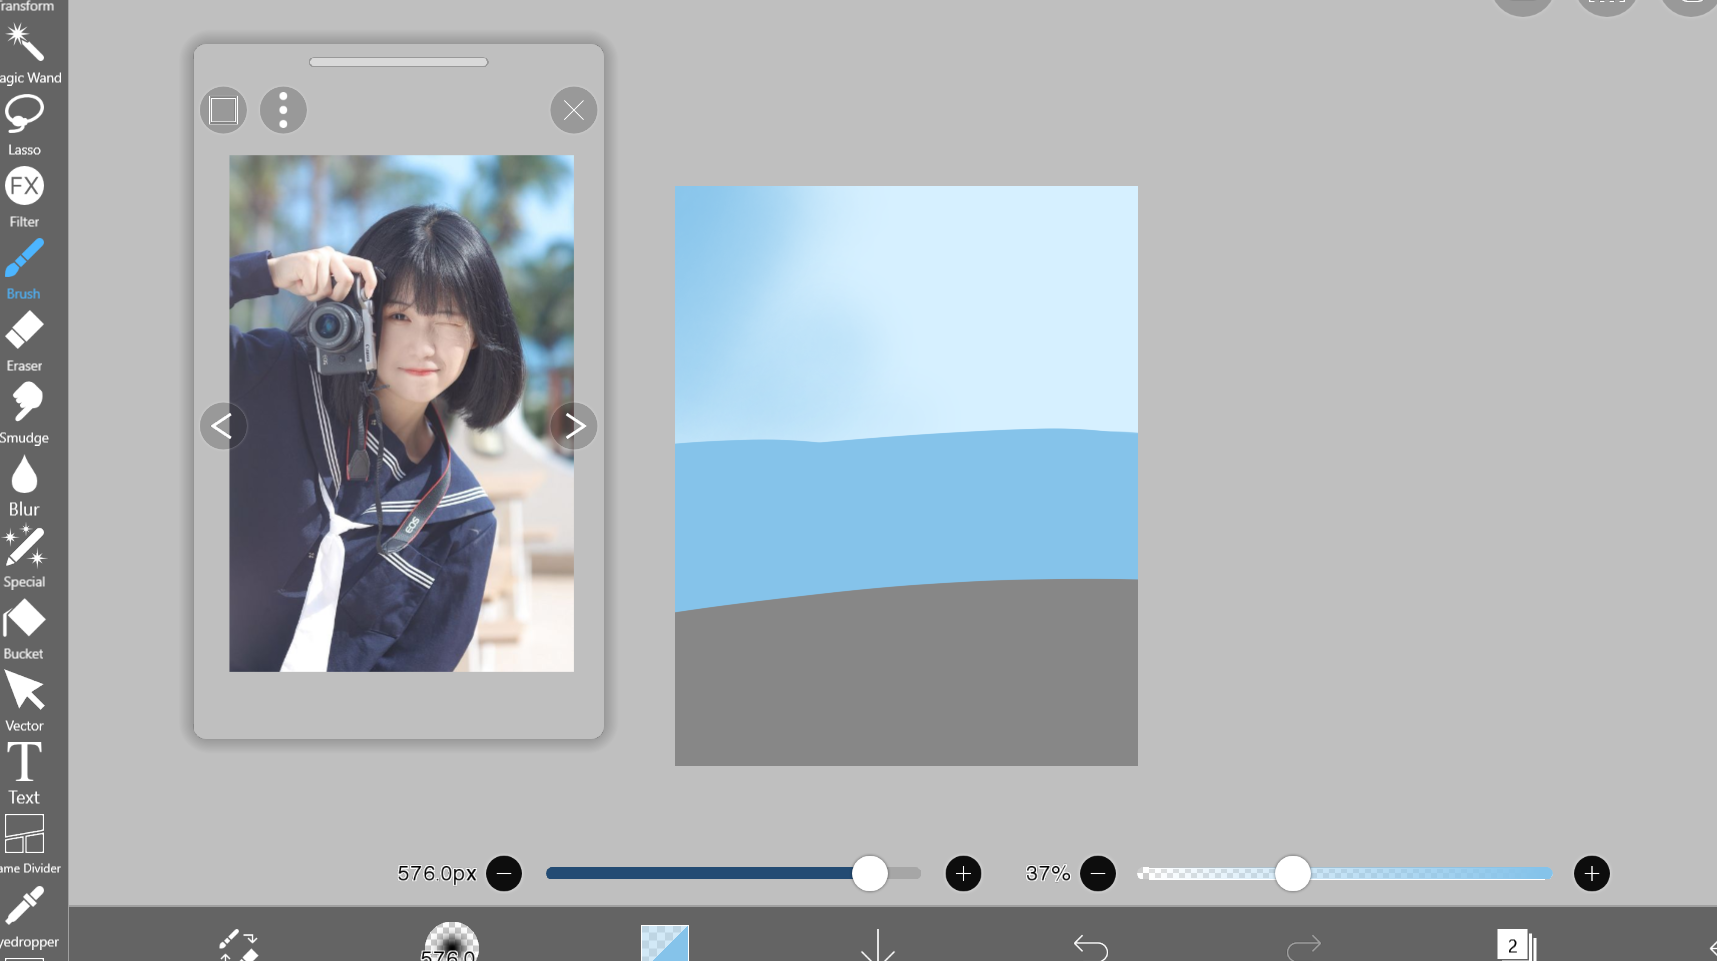 ransform
agic Wand
Lasso
FX
Filter
Brush
Eraser
Smudge
Blur
Special
Bucket
Vector
T
Text
ame Divider
yedropper
EOS
576.0px
37%
576.0
2